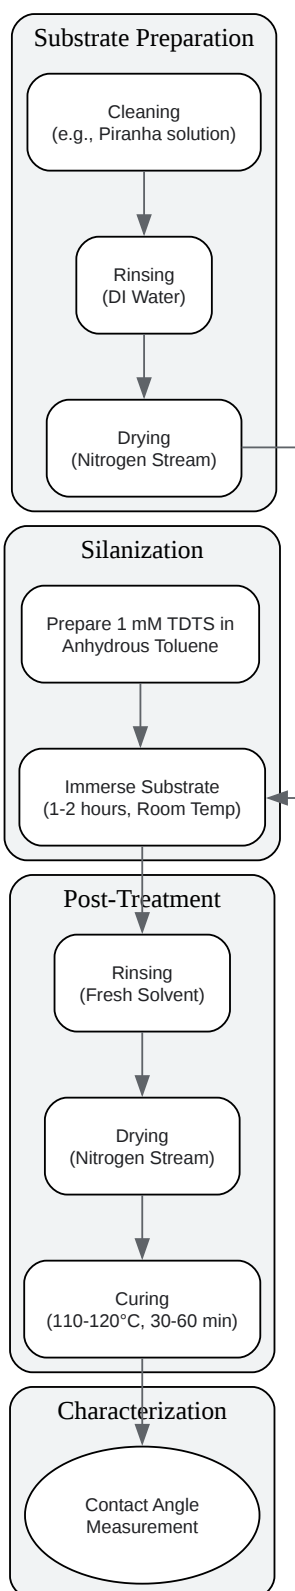 Substrate Preparation
Cleaning
(e.g., Piranha solution)
Rinsing
(DI Water)
Drying
(Nitrogen Stream)
Silanization
Prepare 1 mM TDTS in
Anhydrous Toluene
Immerse Substrate
(1-2 hours, Room Temp)
Post-Treatment
Rinsing
(Fresh Solvent)
Drying
(Nitrogen Stream)
Curing
(110-120°C, 30-60 min)
Characterization
Contact Angle
Measurement